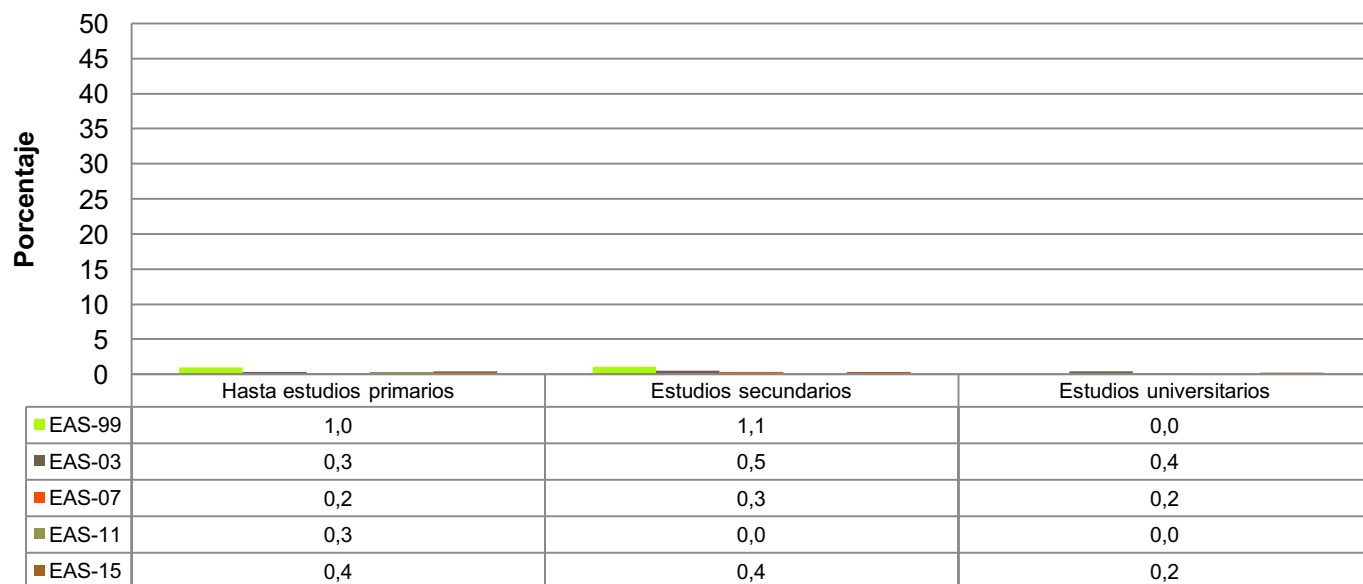 Porcentaje
50
45
40
35
30
25
20
15
10
5
0
Hasta estudios primarios Estudios secundarios Estudios universitarios
EAS-99 1,0 1,1 0,0
EAS-03 0,3 0,5 0,4
EAS-07 0,2 0,3 0,2
EAS-11 0,3 0,0 0,0
EAS-15 0,4 0,4 0,2